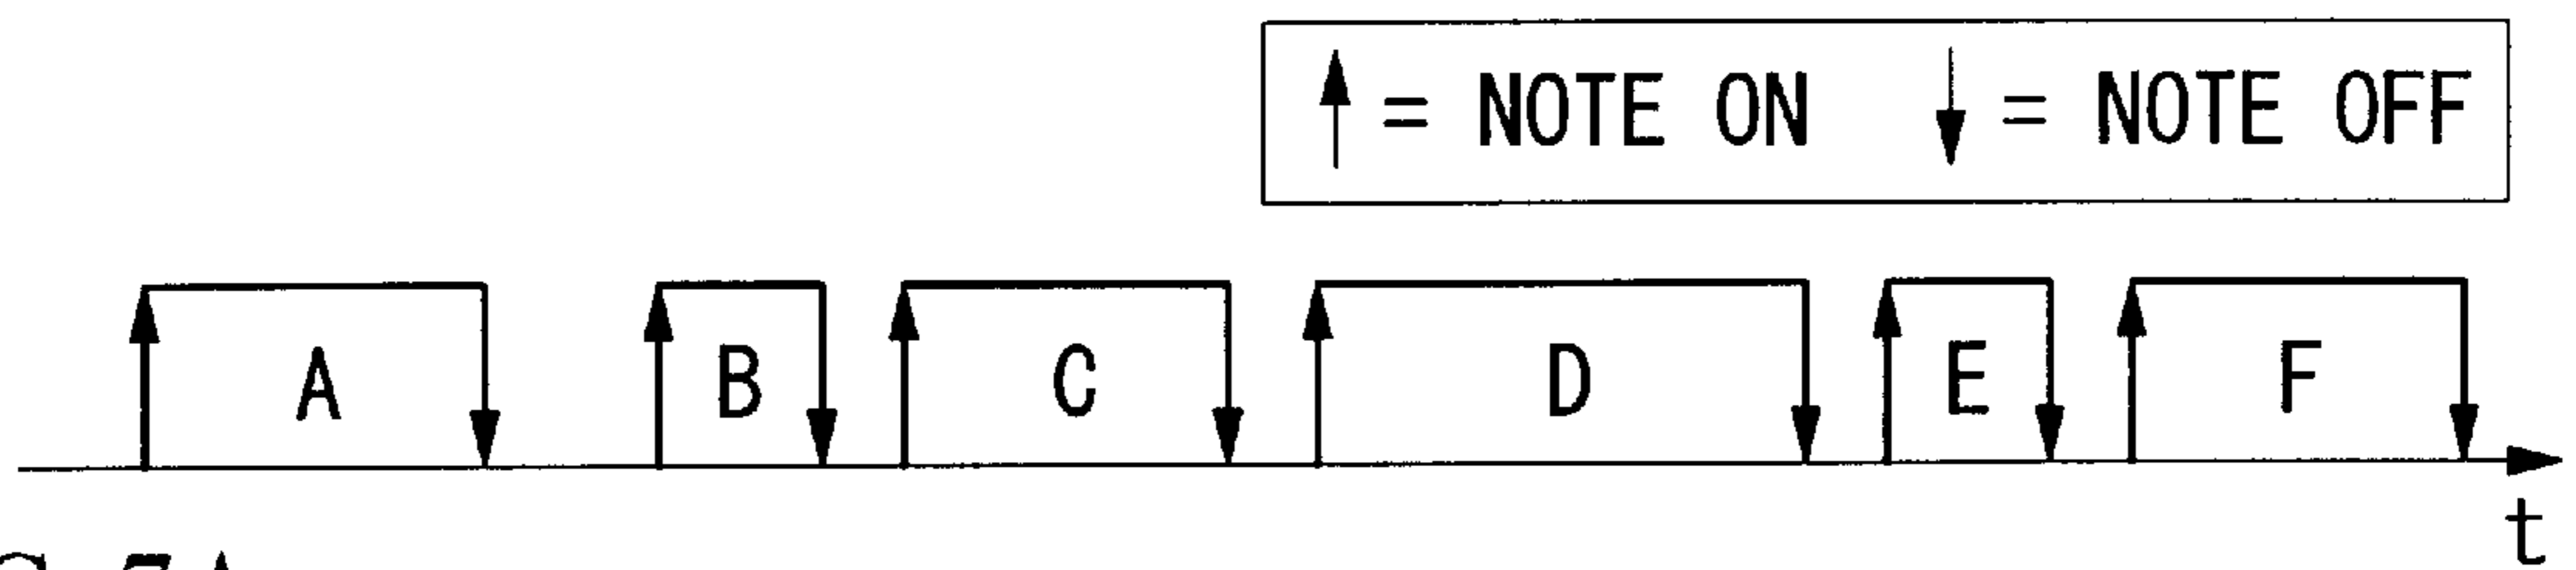 ↑ = NOTE ON ↓ = NOTE OFF
A B C D E F
t